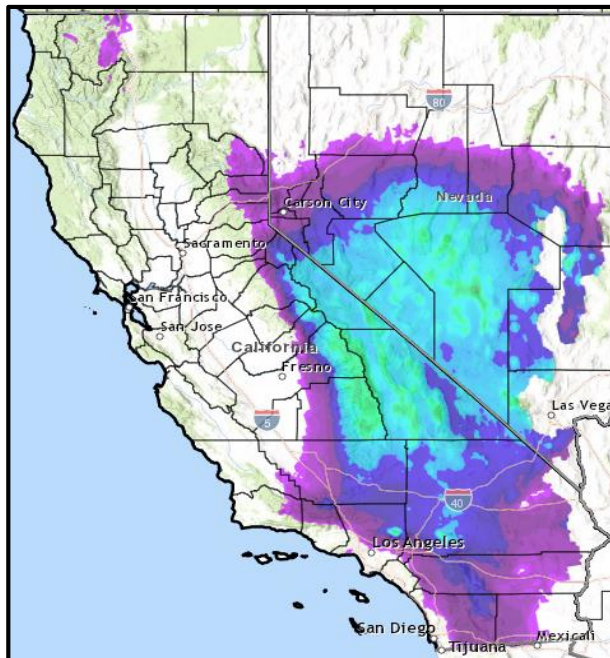 80
Nevada
Carson City
Sacramento
San Francisco
San Jose
California
Fresno
5
Las Vega
40
Los Angeles
San Diego
Tijuana
Mexicali